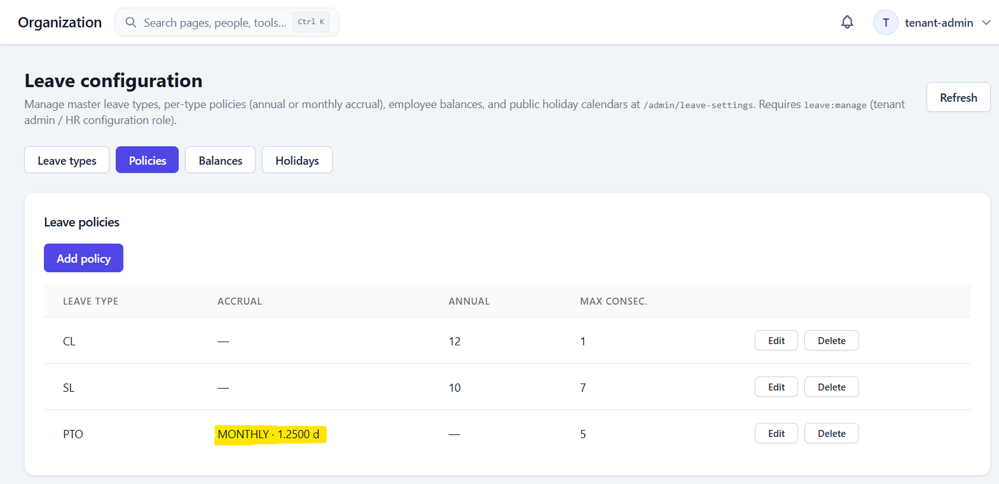 Organization
Search pages, people, tools...
Ctrl K
T
tenant-admin
Leave configuration
Manage master leave types, per-type policies (annual or monthly accrual), employee balances, and public holiday calendars at /admin/leave-settings. Requires leave:manage (tenant
admin / HR configuration role).
Refresh
Leave types
Policies
Balances
Holidays
Leave policies
Add policy
LEAVE TYPE ACCRUAL ANNUAL MAX CONSEC.
CL — 12 1 Edit Delete
SL — 10 7 Edit Delete
PTO MONTHLY · 1.2500 d — 5 Edit Delete